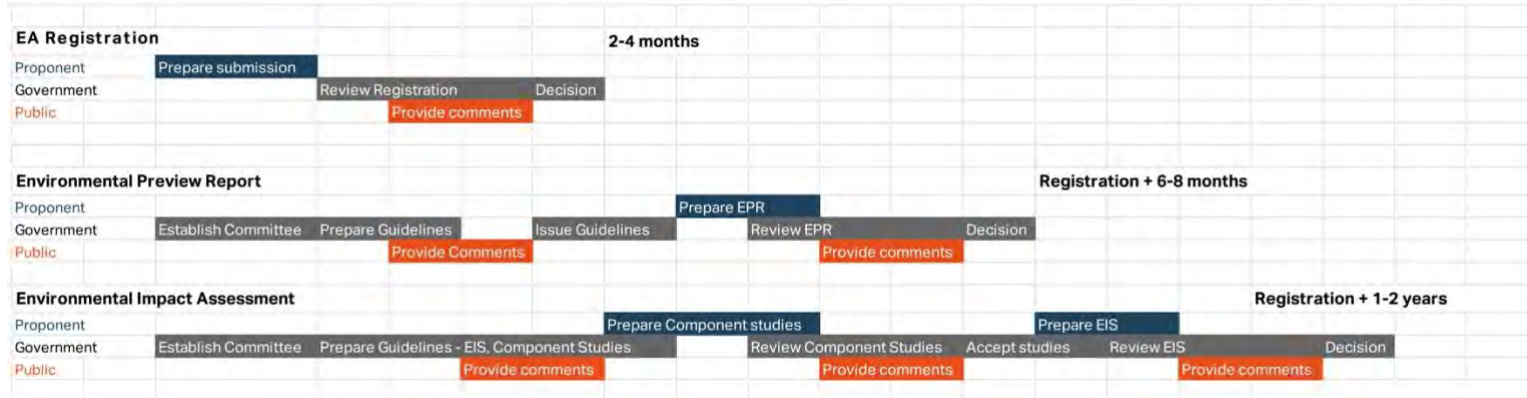 EA Registration
2-4 months
Proponent Prepare submission
Government Review Registration Decision
Public Provide comments
Environmental Preview Report Registration + 6-8 months
Proponent Prepare EPR
Government Establish Committee Prepare Guidelines Issue Guidelines Review EPR Decision
Public Provide Comments Provide comments
Environmental Impact Assessment Registration + 1-2 years
Proponent Prepare Component studies Prepare EIS
Government Establish Committee Prepare Guidelines - EIS, Component Studies Review Component Studies Accept studies Review EIS Decision
Public Provide comments Provide comments Provide comments